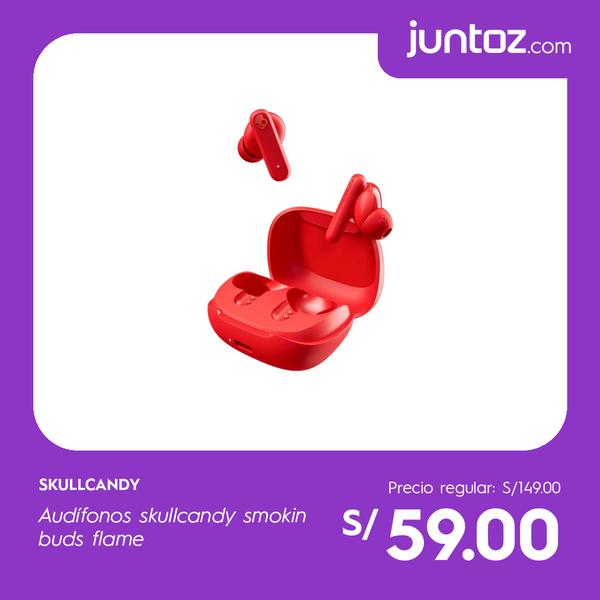 juntoz.com
SKULLCANDY
Audífonos skullcandy smokin
buds flame
Precio regular: S/149.00
S/ 59.00